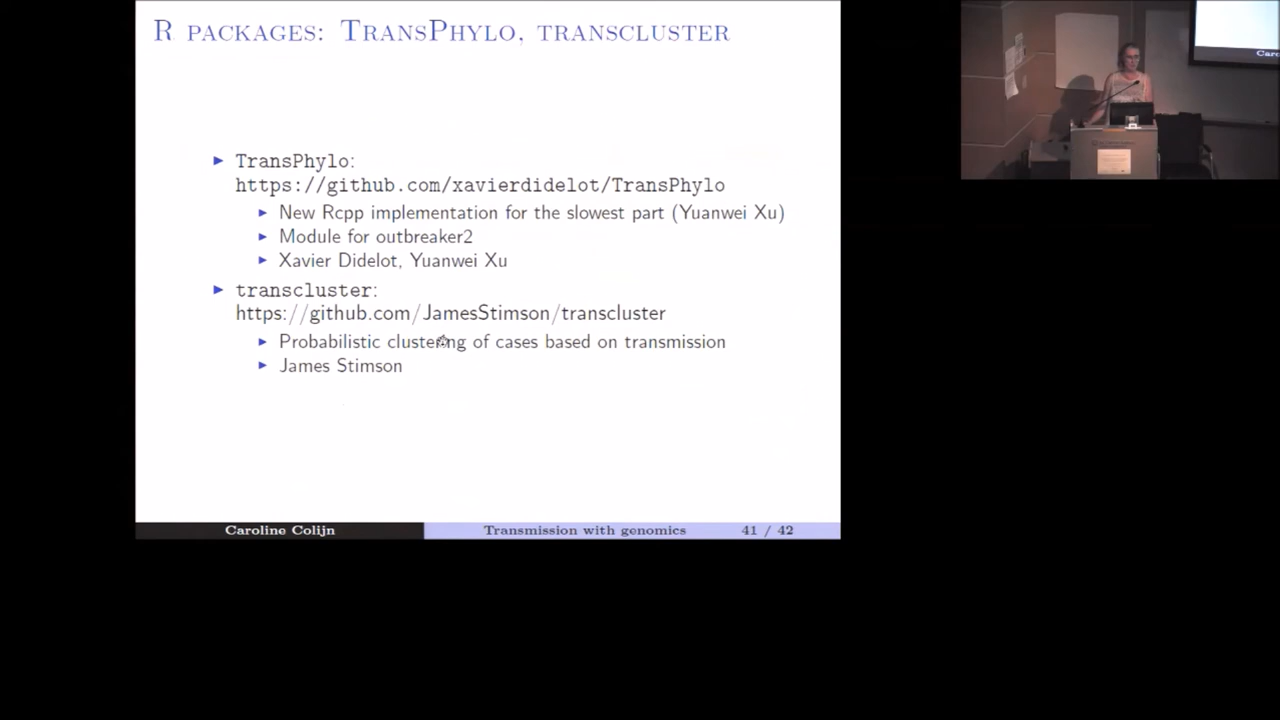 R PACKAGES: TRANSPHYLO, TRANSCLUSTER
TransPhylo:
https://github.com/xavierdidelot/TransPhylo
New Rcpp implementation for the slowest part (Yuanwei Xu)
Module for outbreaker2
Xavier Didelot, Yuanwei Xu
transcluster:
https://github.com/JamesStimson/transcluster
Probabilistic clustering of cases based on transmission
James Stimson
Caroline Colijn
Transmission with genomics
41 / 42
Caro